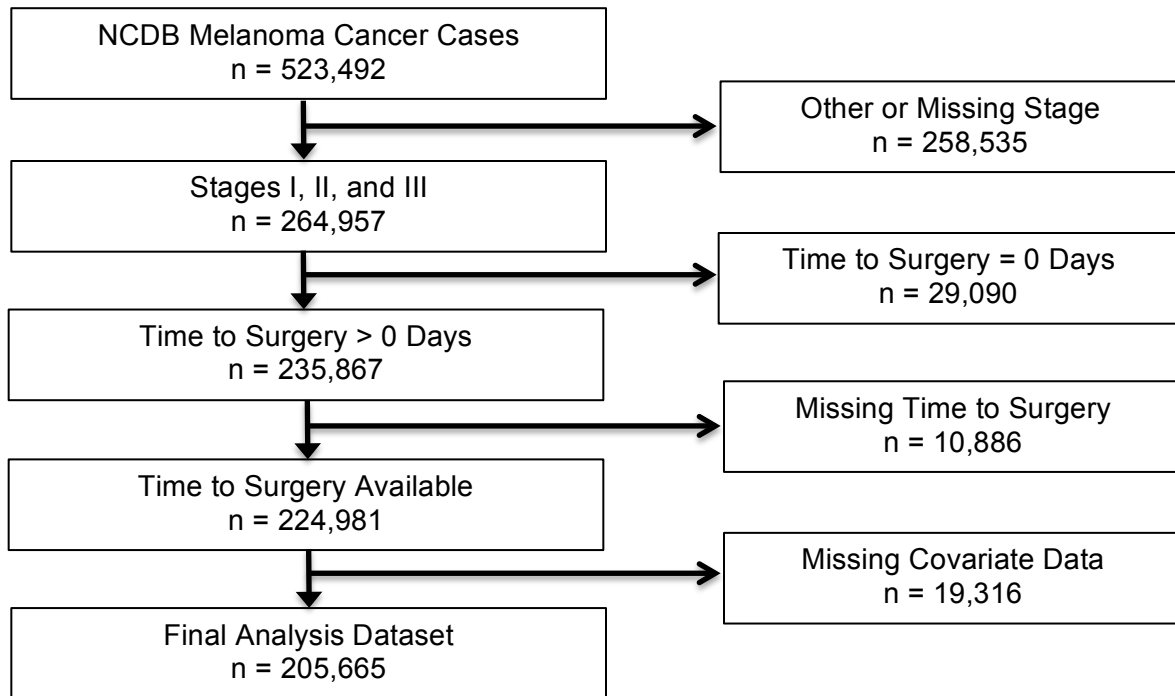 NCDB Melanoma Cancer Cases
n = 523,492
Other or Missing Stage
n = 258,535
Stages I, II, and III
n = 264,957
Time to Surgery = 0 Days
n = 29,090
Time to Surgery > 0 Days
n = 235,867
Missing Time to Surgery
n = 10,886
Time to Surgery Available
n = 224,981
Missing Covariate Data
n = 19,316
Final Analysis Dataset
n = 205,665